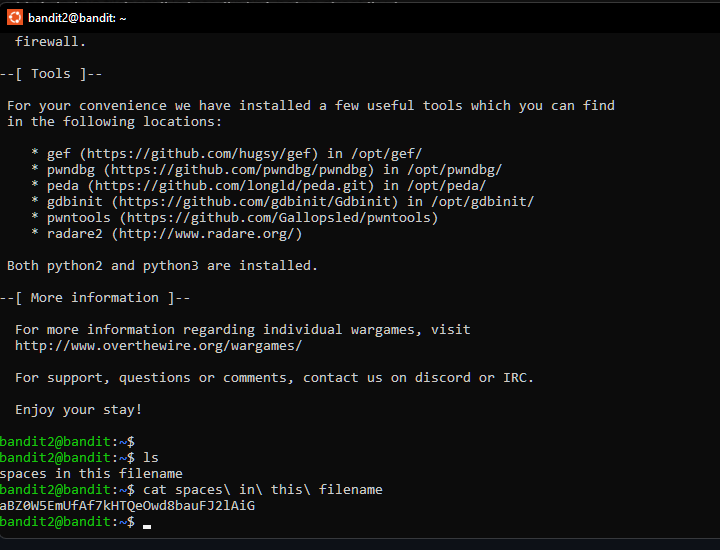 bandit2@bandit: ~
firewall.
--[ Tools ]--
For your convenience we have installed a few useful tools which you can find
in the following locations:
* gef (https://github.com/hugsy/gef) in /opt/gef/
* pwndbg (https://github.com/pwndbg/pwndbg) in /opt/pwndbg/
* peda (https://github.com/longld/peda.git) in /opt/peda/
* gdbinit (https://github.com/gdbinit/Gdbinit) in /opt/gdbinit/
* pwntools (https://github.com/Gallopsled/pwntools)
* radare2 (http://www.radare.org/)
Both python2 and python3 are installed.
--[ More information ]--
For more information regarding individual wargames, visit
http://www.overthewire.org/wargames/
For support, questions or comments, contact us on discord or IRC.
Enjoy your stay!
bandit2@bandit:~$
bandit2@bandit:~$ ls
spaces in this filename
bandit2@bandit:~$ cat spaces\ in\ this\ filename
aBZ0W5EmUfAf7kHTQeOwd8bauFJ2lAiG
bandit2@bandit:~$